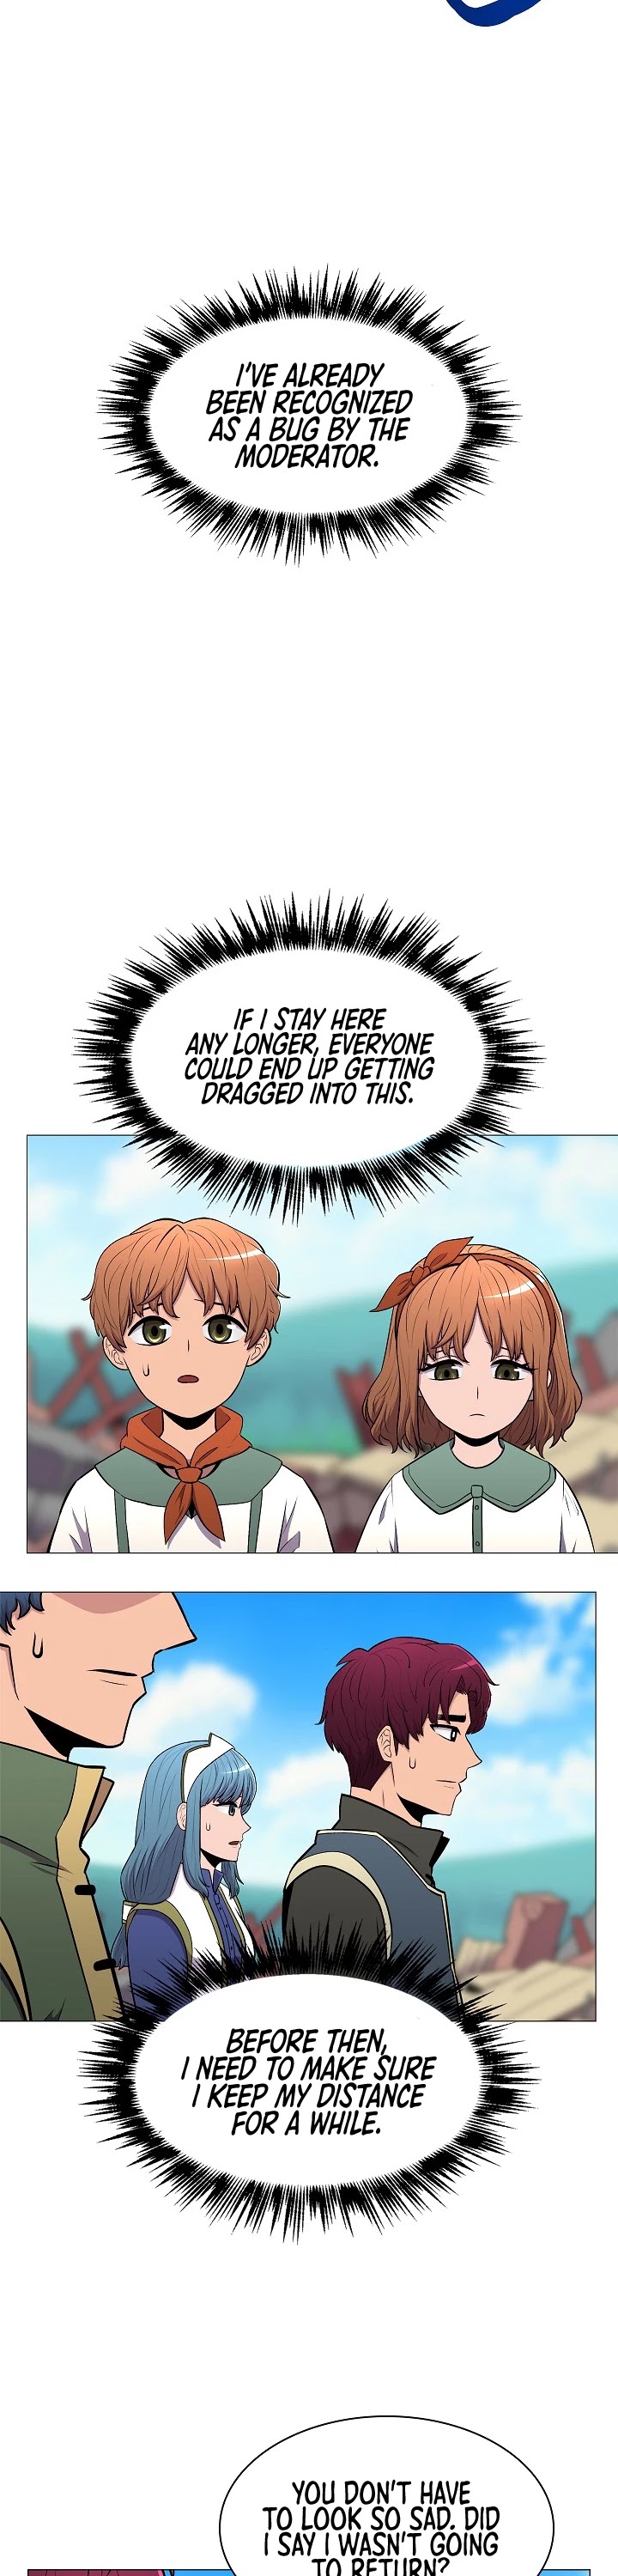 I'VE ALREADY
BEEN RECOGNIZED
AS A BUG BY THE
MODERATOR.
IF I STAY HERE
ANY LONGER, EVERYONE
COULD END UP GETTING
DRAGGED INTO THIS.
BEFORE THEN,
I NEED TO MAKE SURE
I KEEP MY DISTANCE
FOR A WHILE.
YOU DON'T HAVE
TO LOOK SO SAD. DID
I SAY I WASN'T GOING
TO RETURN?